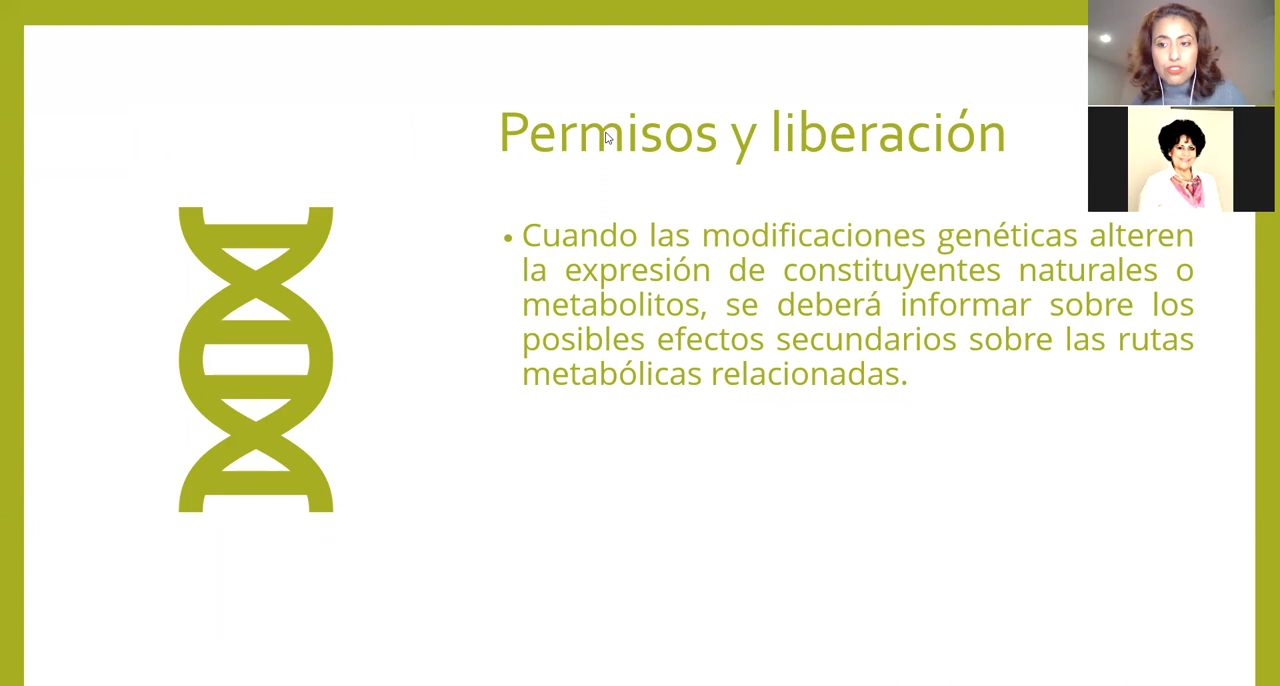 Permisos y liberación
• Cuando las modificaciones genéticas alteren
la expresión de constituyentes naturales o
metabolitos, se deberá informar sobre los
posibles efectos secundarios sobre las rutas
metabólicas relacionadas.